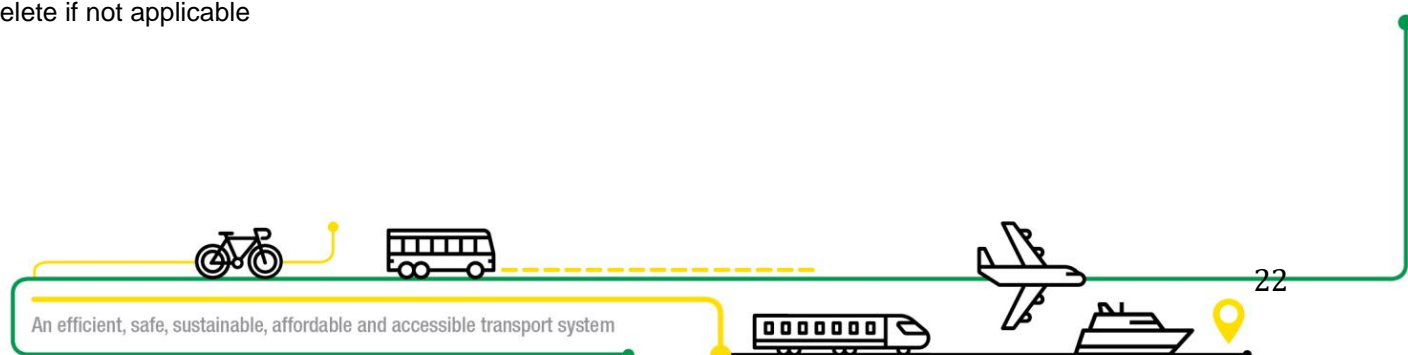 elete if not applicable
22
An efficient, safe, sustainable, affordable and accessible transport system